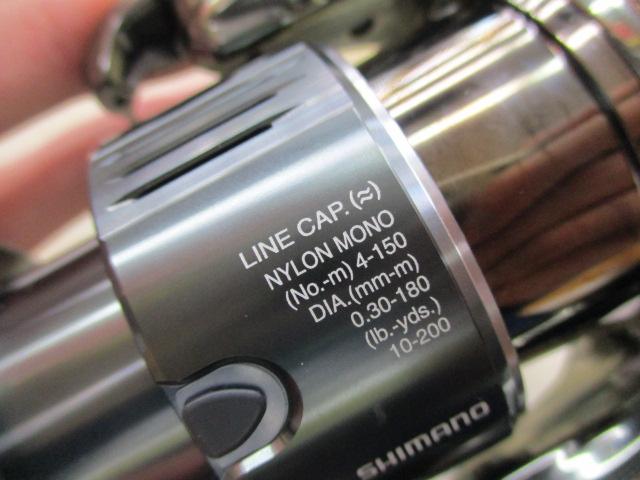 LINE CAP.(≈)
NYLON MONO
(No.-m) 4-150
DIA.(mm-m)
0.30-180
(lb.-yds.)
10-200
SHIMANO